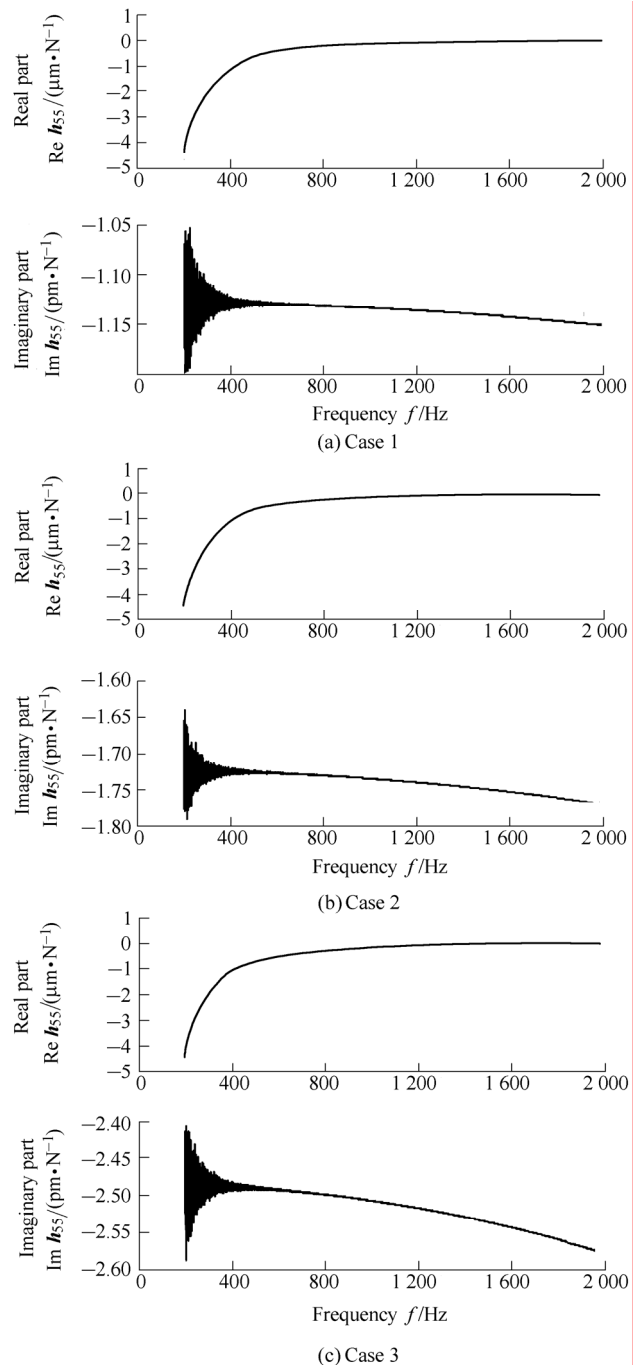 Real part
Re h55/(μm•N−1)
1
0
−1
−2
−3
−4
−5
0 400 800 1 200 1 600 2 000
Imaginary part
Im h55/(pm•N−1)
−1.05
−1.10
−1.15
0 400 800 1 200 1 600 2 000
Frequency f/Hz
(a) Case 1
Real part
Re h55/(μm•N−1)
1
0
−1
−2
−3
−4
−5
0 400 800 1 200 1 600 2 000
Imaginary part
Im h55/(pm•N−1)
−1.60
−1.65
−1.70
−1.75
−1.80
0 400 800 1 200 1 600 2 000
Frequency f/Hz
(b) Case 2
Real part
Re h55/(μm•N−1)
1
0
−1
−2
−3
−4
−5
0 400 800 1 200 1 600 2 000
Imaginary part
Im h55/(pm•N−1)
−2.40
−2.45
−2.50
−2.55
−2.60
0 400 800 1 200 1 600 2 000
Frequency f/Hz
(c) Case 3